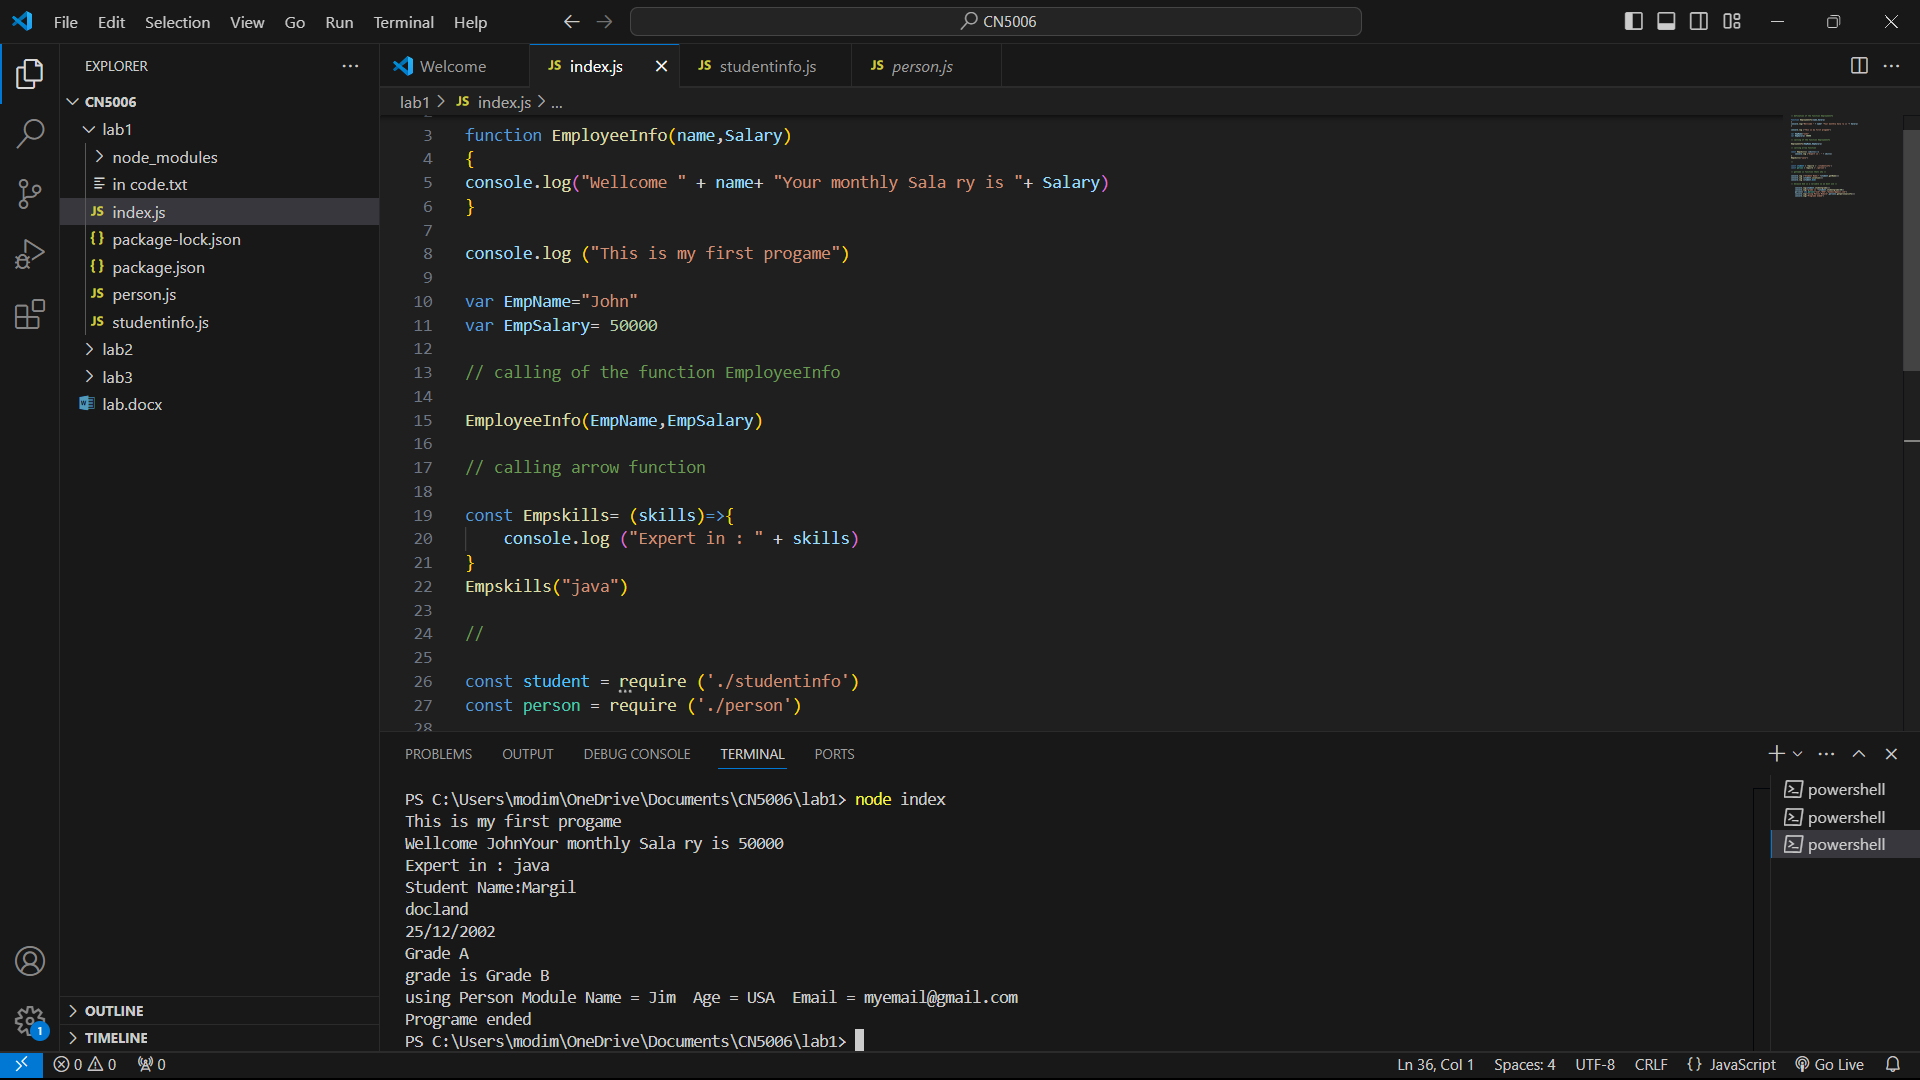 File Edit Selection View Go Run Terminal Help
CN5006
EXPLORER
CN5006
lab1
node_modules
in code.txt
index.js
package-lock.json
package.json
person.js
studentinfo.js
lab2
lab3
lab.docx
OUTLINE
TIMELINE
Welcome JS index.js JS studentinfo.js JS person.js
lab1 > JS index.js > ...
3 function EmployeeInfo(name,Salary)
4 {
5 console.log("Wellcome " + name+ "Your monthly Sala ry is "+ Salary)
6 }
7
8 console.log ("This is my first progame")
9
10 var EmpName="John"
11 var EmpSalary= 50000
12
13 // calling of the function EmployeeInfo
14
15 EmployeeInfo(EmpName,EmpSalary)
16
17 // calling arrow function
18
19 const Empskills= (skills)=>{
20 console.log ("Expert in : " + skills)
21 }
22 Empskills("java")
23
24 //
25
26 const student = require ('./studentinfo')
27 const person = require ('./person')
28
PROBLEMS OUTPUT DEBUG CONSOLE TERMINAL PORTS
PS C:\Users\modim\OneDrive\Documents\CN5006\lab1> node index
This is my first progame
Wellcome JohnYour monthly Sala ry is 50000
Expert in : java
Student Name:Margil
docland
25/12/2002
Grade A
grade is Grade B
using Person Module Name = Jim  Age = USA  Email = myemail@gmail.com
Programe ended
PS C:\Users\modim\OneDrive\Documents\CN5006\lab1>
powershell
powershell
powershell
1
0 0 0 Ln 36, Col 1 Spaces: 4 UTF-8 CRLF {} JavaScript Go Live